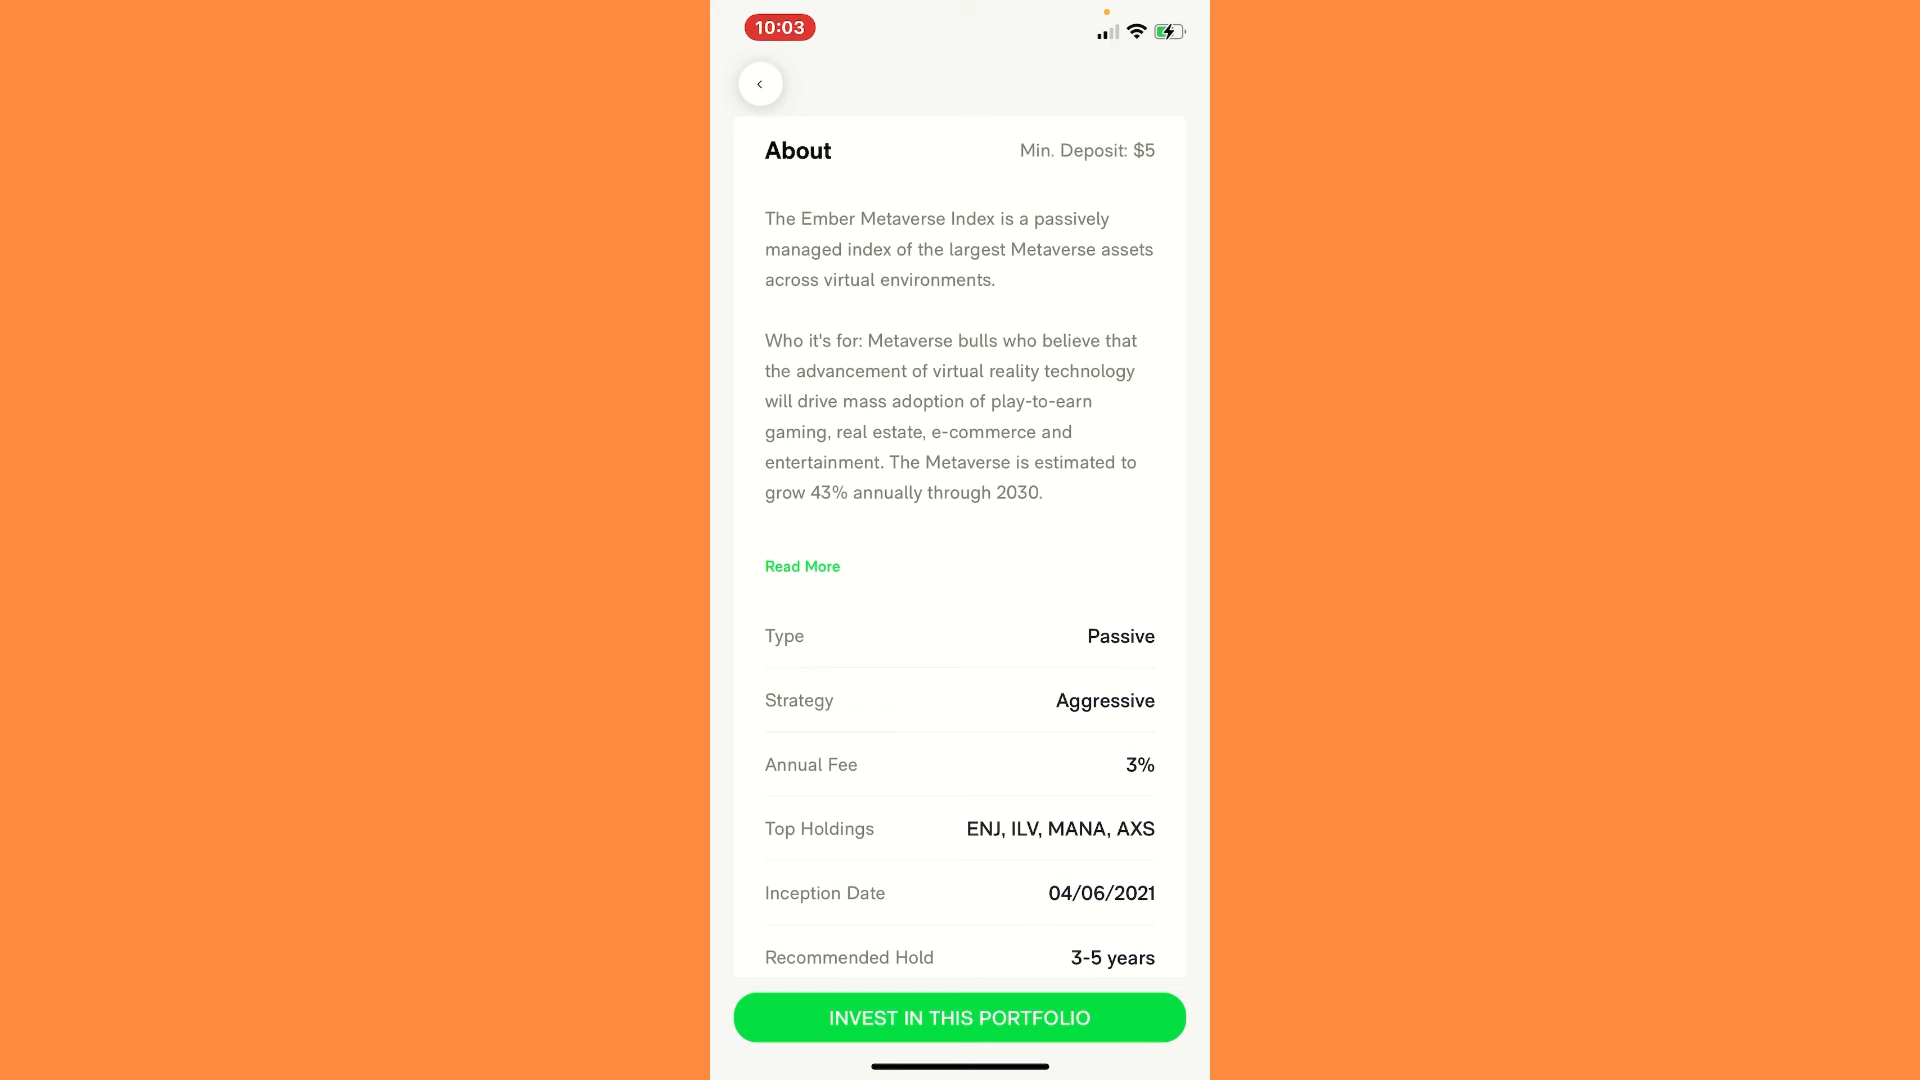 10:03
About
Min. Deposit: $5
The Ember Metaverse Index is a passively
managed index of the largest Metaverse assets
across virtual environments.
Who it's for: Metaverse bulls who believe that
the advancement of virtual reality technology
will drive mass adoption of play-to-earn
gaming, real estate, e-commerce and
entertainment. The Metaverse is estimated to
grow 43% annually through 2030.
Read More
Type Passive
Strategy Aggressive
Annual Fee 3%
Top Holdings ENJ, ILV, MANA, AXS
Inception Date 04/06/2021
Recommended Hold 3-5 years
INVEST IN THIS PORTFOLIO